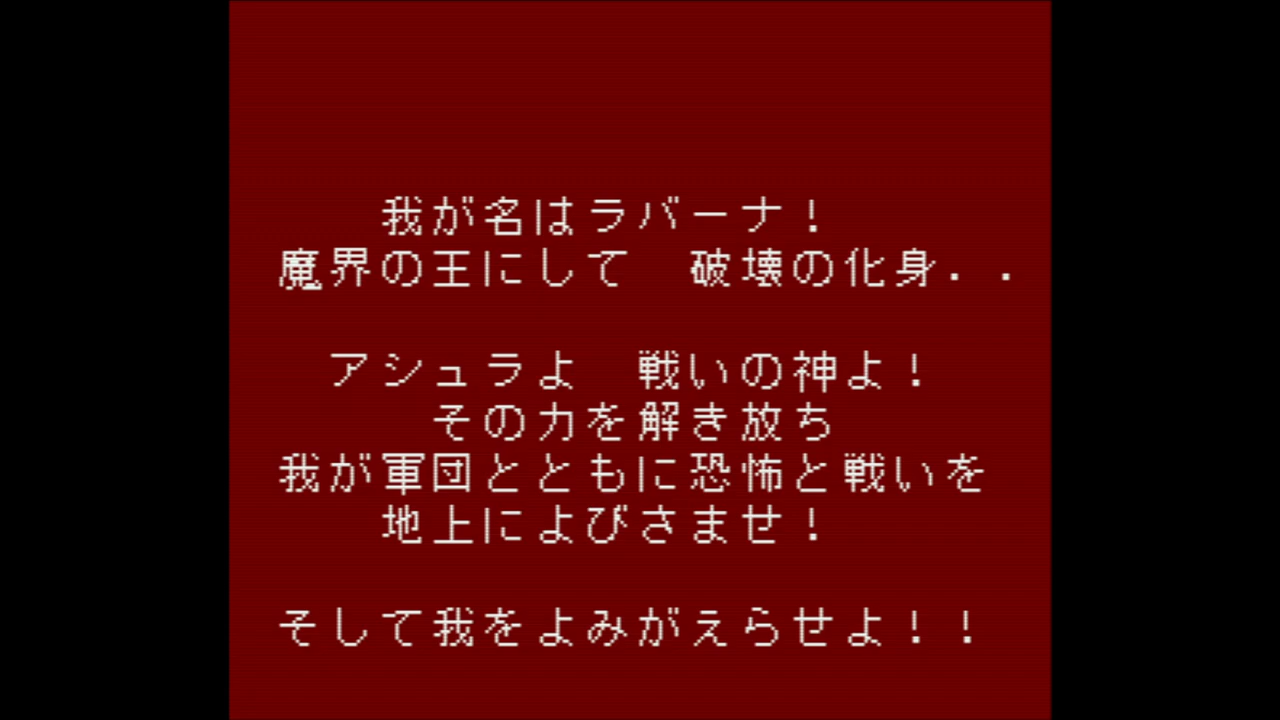 我が名はラバーナ！
魔界の王にして　破壊の化身．．
アシュラよ　戦いの神よ！
その力を解き放ち
我が軍団とともに恐怖と戦いを
地上によびさませ！
そして我をよみがえらせよ！！